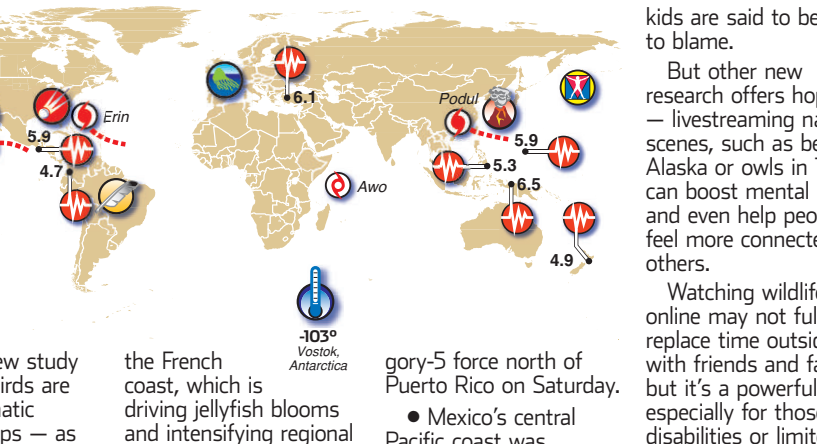 6.1
Podul
Erin
5.9
5.9
4.7
5.3
6.5
Awo
4.9
-103º
Vostok,
Antarctica
ew study
irds are
atic
ps — as
the French
coast, which is
driving jellyfish blooms
and intensifying regional
gory-5 force north of
Puerto Rico on Saturday.
• Mexico's central
Pacific coast was
kids are said to be
to blame.
But other new
research offers hop
— livestreaming na
scenes, such as be
Alaska or owls in
can boost mental
and even help peo
feel more connecte
others.
Watching wildlife
online may not ful
replace time outsid
with friends and fa
but it's a powerful
especially for those
disabilities or limite